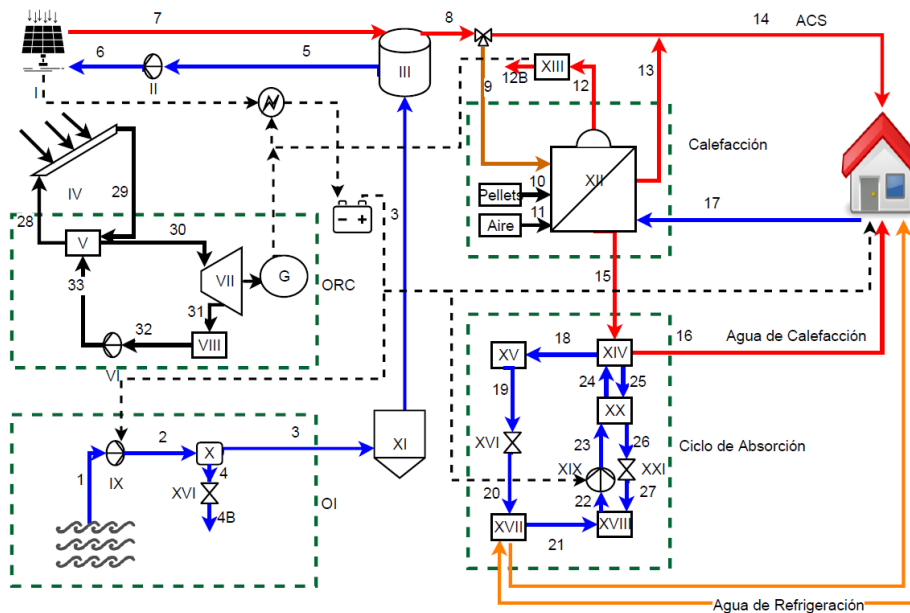 7
8
14
ACS
6
5
III
XIII
12B
12
13
9
II
I
Calefacción
XII
10
Pellets
11
Aire
17
IV
29
3
28
V
30
33
VII
G
ORC
31
32
VIII
VI
15
16
Agua de Calefacción
XV
18
XIV
19
24
25
XX
XVI
23
26
Ciclo de Absorción
XIX
XXI
20
22
27
XVII
21
XVIII
Agua de Refrigeración
1
2
3
X
IX
4
XVI
4B
XI
OI